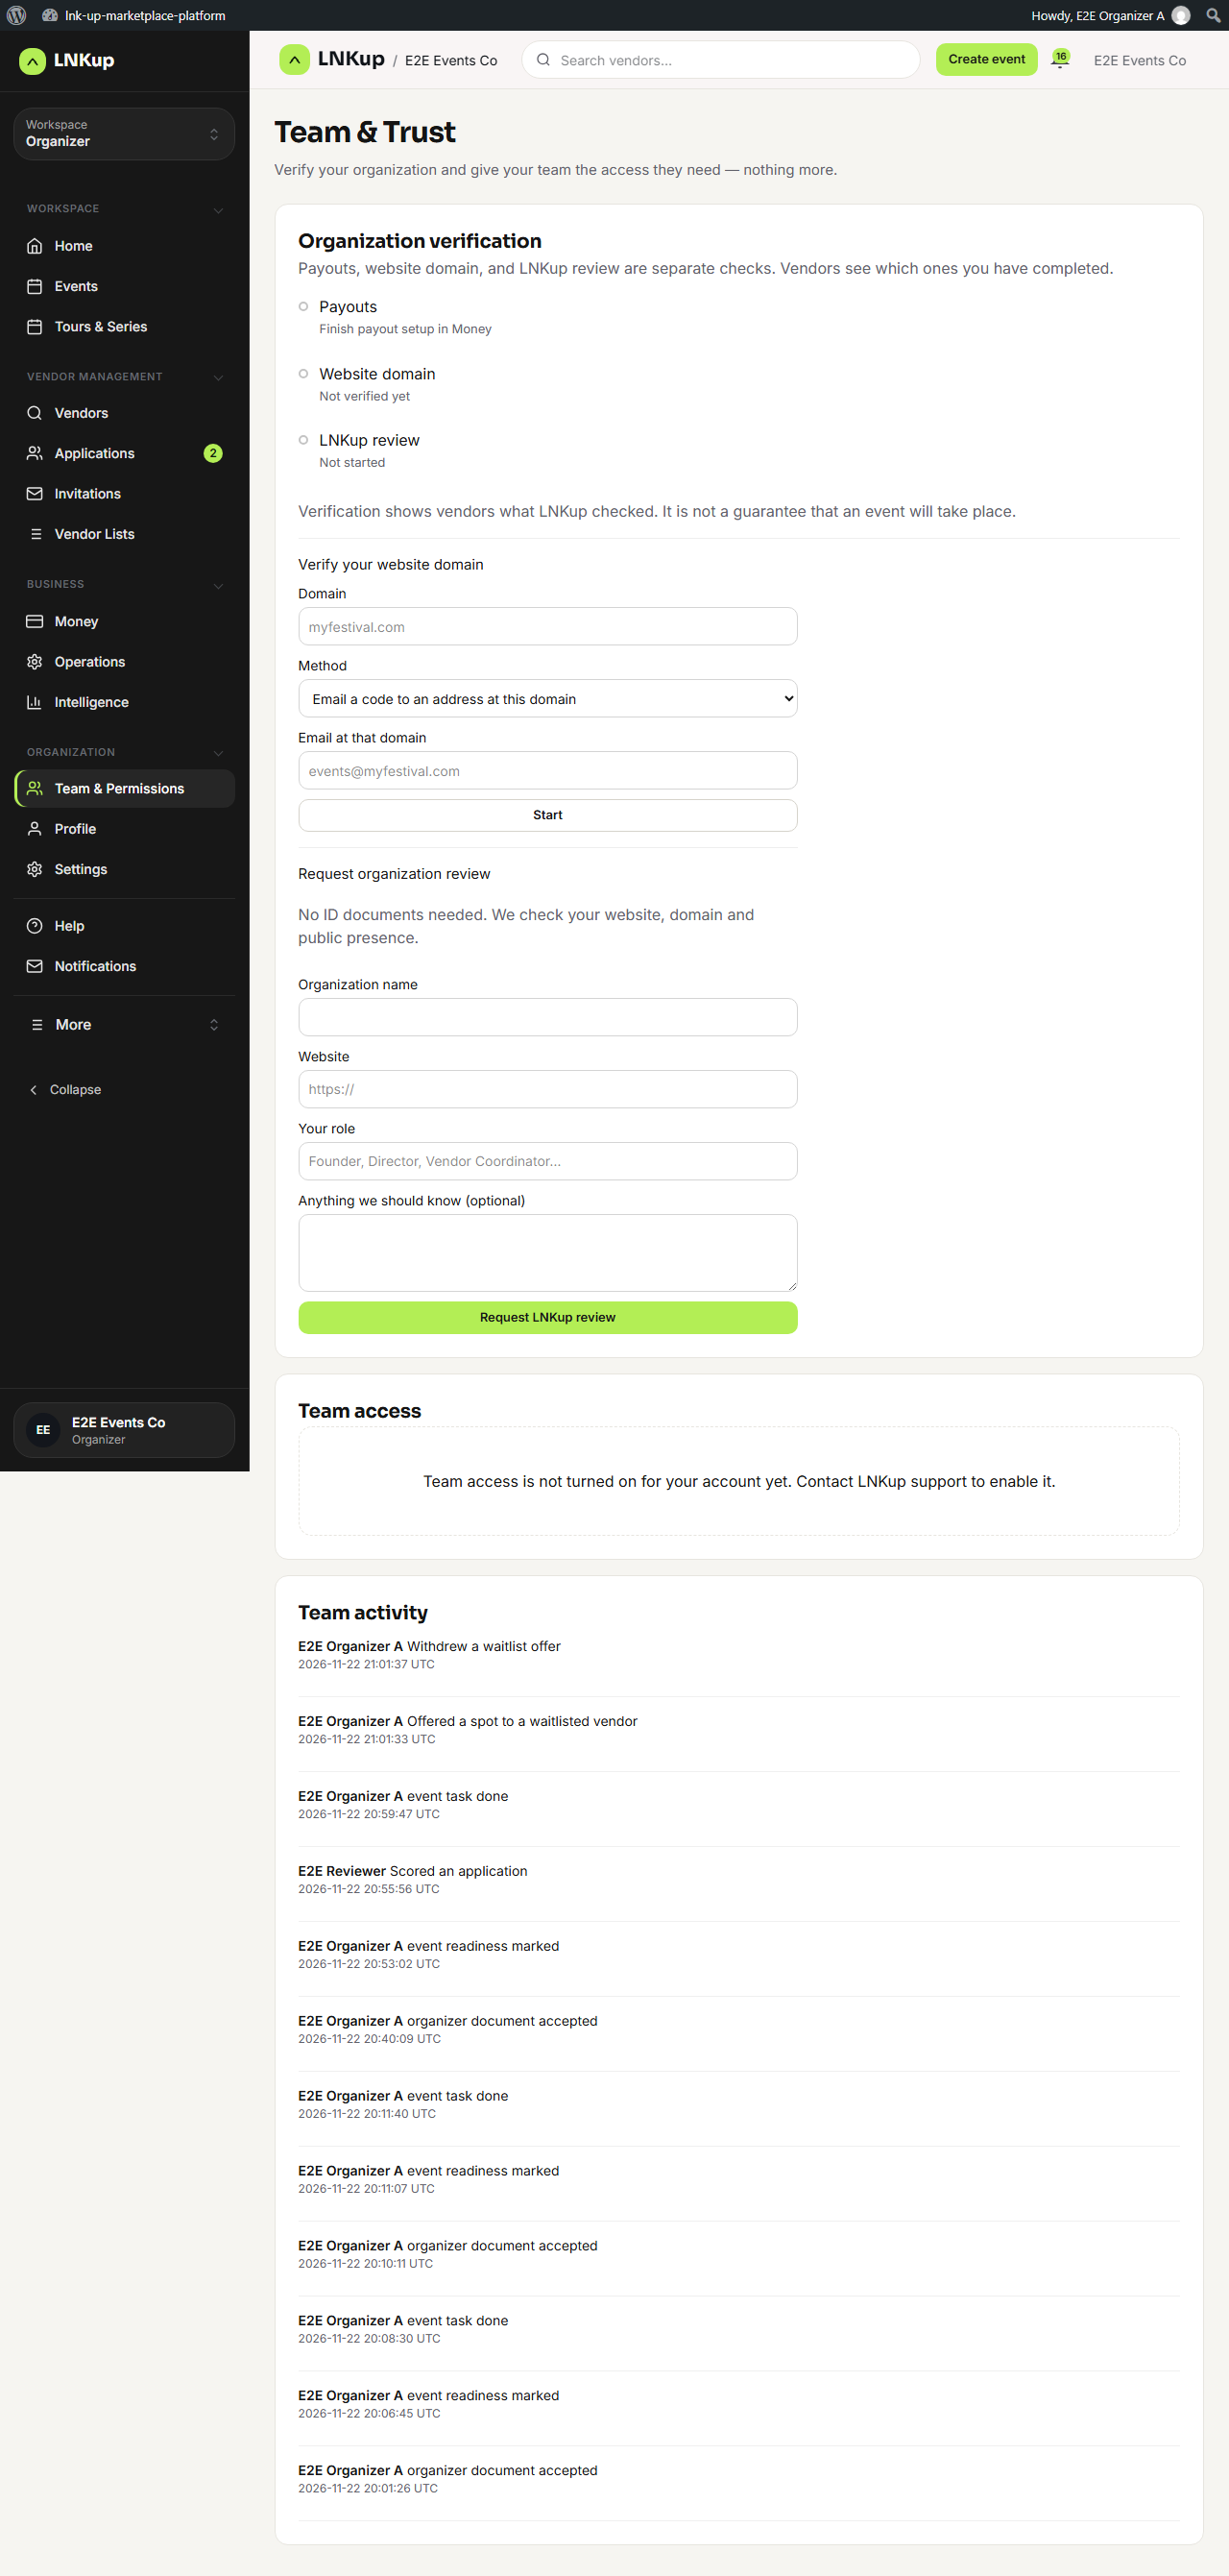 lnk-up-marketplace-platform
Howdy, E2E Organizer A
LNKup
Workspace
Organizer
WORKSPACE
Home
Events
Tours & Series
VENDOR MANAGEMENT
Vendors
Applications
2
Invitations
Vendor Lists
BUSINESS
Money
Operations
Intelligence
ORGANIZATION
Team & Permissions
Profile
Settings
Help
Notifications
More
Collapse
EE
E2E Events Co
Organizer
LNKup / E2E Events Co
Search vendors...
Create event
16
E2E Events Co
Team & Trust
Verify your organization and give your team the access they need — nothing more.
Organization verification
Payouts, website domain, and LNKup review are separate checks. Vendors see which ones you have completed.
Payouts
Finish payout setup in Money
Website domain
Not verified yet
LNKup review
Not started
Verification shows vendors what LNKup checked. It is not a guarantee that an event will take place.
Verify your website domain
Domain
myfestival.com
Method
Email a code to an address at this domain
Email at that domain
events@myfestival.com
Start
Request organization review
No ID documents needed. We check your website, domain and
public presence.
Organization name
Website
https://
Your role
Founder, Director, Vendor Coordinator...
Anything we should know (optional)
Request LNKup review
Team access
Team access is not turned on for your account yet. Contact LNKup support to enable it.
Team activity
E2E Organizer A Withdrew a waitlist offer
2026-11-22 21:01:37 UTC
E2E Organizer A Offered a spot to a waitlisted vendor
2026-11-22 21:01:33 UTC
E2E Organizer A event task done
2026-11-22 20:59:47 UTC
E2E Reviewer Scored an application
2026-11-22 20:55:56 UTC
E2E Organizer A event readiness marked
2026-11-22 20:53:02 UTC
E2E Organizer A organizer document accepted
2026-11-22 20:40:09 UTC
E2E Organizer A event task done
2026-11-22 20:11:40 UTC
E2E Organizer A event readiness marked
2026-11-22 20:11:07 UTC
E2E Organizer A organizer document accepted
2026-11-22 20:10:11 UTC
E2E Organizer A event task done
2026-11-22 20:08:30 UTC
E2E Organizer A event readiness marked
2026-11-22 20:06:45 UTC
E2E Organizer A organizer document accepted
2026-11-22 20:01:26 UTC